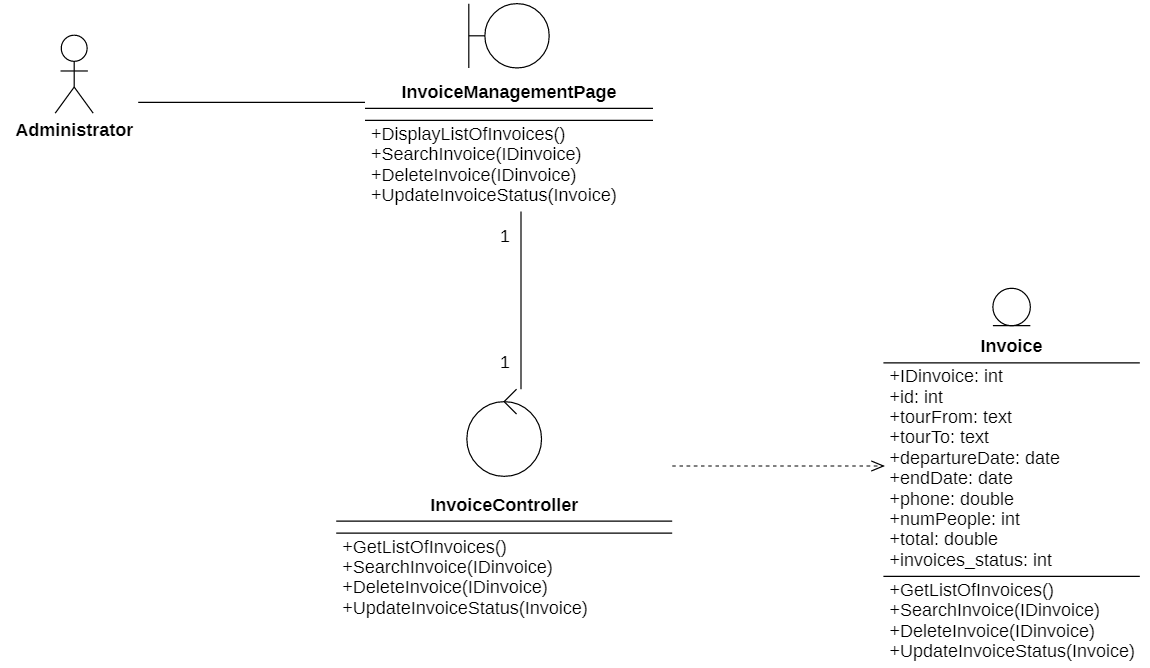 Administrator
InvoiceManagementPage
+DisplayListOfInvoices()
+SearchInvoice(IDinvoice)
+DeleteInvoice(IDinvoice)
+UpdateInvoiceStatus(Invoice)
1
1
InvoiceController
+GetListOfInvoices()
+SearchInvoice(IDinvoice)
+DeleteInvoice(IDinvoice)
+UpdateInvoiceStatus(Invoice)
Invoice
+IDinvoice: int
+id: int
+tourFrom: text
+tourTo: text
+departureDate: date
+endDate: date
+phone: double
+numPeople: int
+total: double
+invoices_status: int
+GetListOfInvoices()
+SearchInvoice(IDinvoice)
+DeleteInvoice(IDinvoice)
+UpdateInvoiceStatus(Invoice)